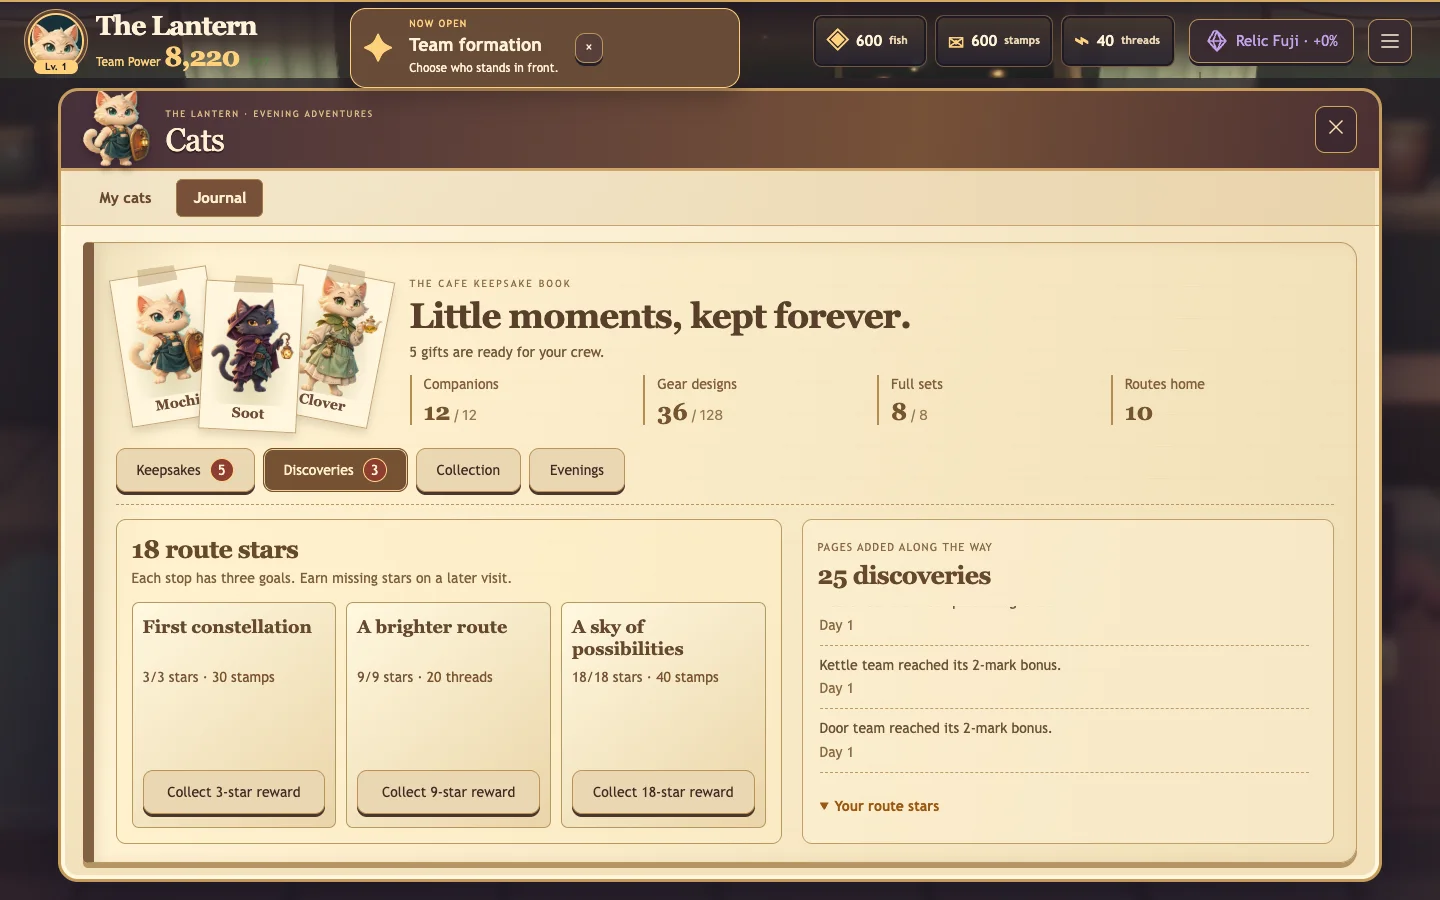 The Lantern
Team Power 8,220
Lv. 1
NOW OPEN
Team formation
Choose who stands in front.
×
600 fish
600 stamps
40 threads
Relic Fuji · +0%
THE LANTERN · EVENING ADVENTURES
Cats
My cats
Journal
Mochi
Soot
Clover
THE CAFE KEEPSAKE BOOK
Little moments, kept forever.
5 gifts are ready for your crew.
Companions
12 / 12
Gear designs
36 / 128
Full sets
8 / 8
Routes home
10
Keepsakes 5
Discoveries 3
Collection
Evenings
18 route stars
Each stop has three goals. Earn missing stars on a later visit.
First constellation
3/3 stars · 30 stamps
Collect 3-star reward
A brighter route
9/9 stars · 20 threads
Collect 9-star reward
A sky of
possibilities
18/18 stars · 40 stamps
Collect 18-star reward
PAGES ADDED ALONG THE WAY
25 discoveries
Day 1
Kettle team reached its 2-mark bonus.
Day 1
Door team reached its 2-mark bonus.
Day 1
▼ Your route stars